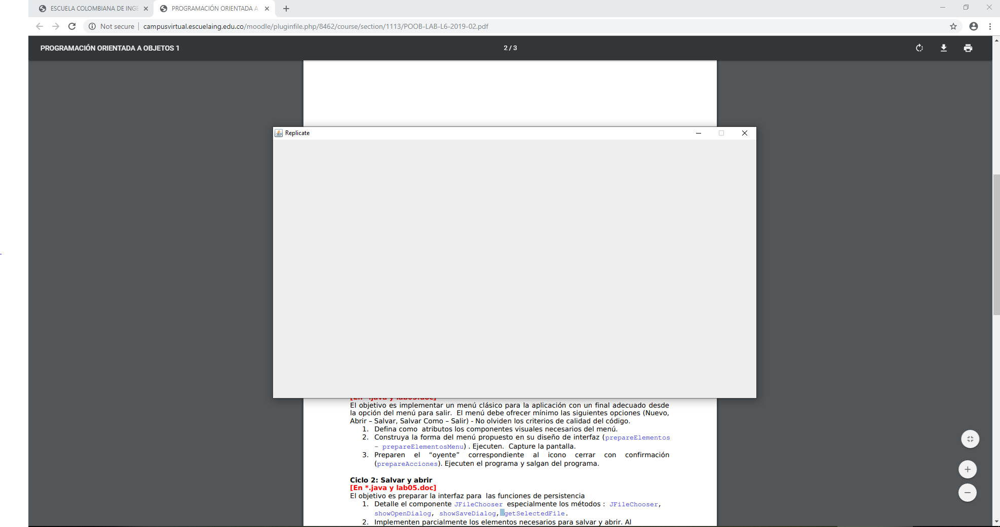 ESCUELA COLOMBIANA DE INGE
PROGRAMACIÓN ORIENTADA A
Not secure
campusvirtual.escuelaing.edu.co/moodle/pluginfile.php/8462/course/section/1113/POOB-LAB-L6-2019-02.pdf
PROGRAMACIÓN ORIENTADA A OBJETOS 1
2 / 3
Replicate
El objetivo es implementar un menú clásico para la aplicación con un final adecuado desde
la opción del menú para salir. El menú debe ofrecer mínimo las siguientes opciones (Nuevo,
Abrir – Salvar, Salvar Como – Salir) - No olviden los criterios de calidad del código.
1. Defina como atributos los componentes visuales necesarios del menú.
2. Construya la forma del menú propuesto en su diseño de interfaz (prepareElementos
– prepareElementosMenu) . Ejecuten. Capture la pantalla.
3. Preparen el “oyente” correspondiente al icono cerrar con confirmación
(prepareAcciones). Ejecuten el programa y salgan del programa.
Ciclo 2: Salvar y abrir
[En *.java y lab05.doc]
El objetivo es preparar la interfaz para las funciones de persistencia
1. Detalle el componente JFileChooser especialmente los métodos : JFileChooser,
showOpenDialog, showSaveDialog, getSelectedFile.
2. Implementen parcialmente los elementos necesarios para salvar y abrir. Al